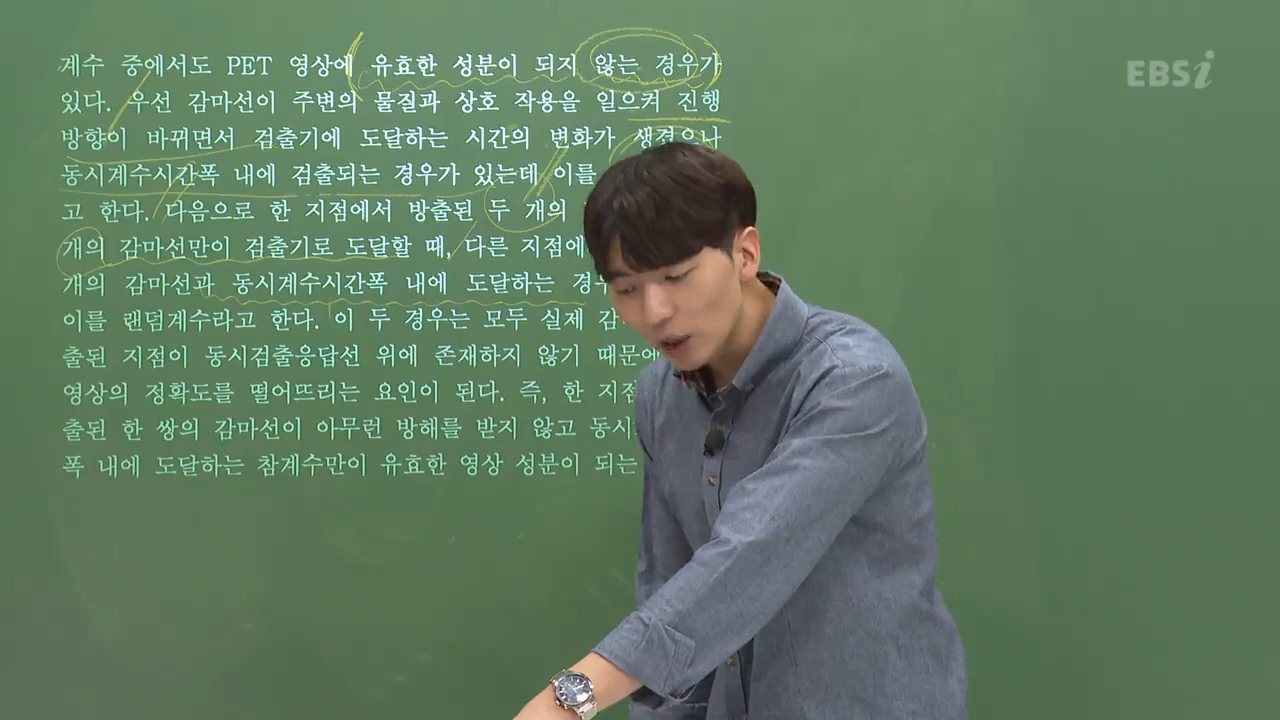 계수 중에서도 PET 영상에 유효한 성분이 되지 않는 경우가
있다. 우선 감마선이 주변의 물질과 상호 작용을 일으켜 진행
방향이 바뀌면서 검출기에 도달하는 시간의 변화가 생겼으나
동시계수시간폭 내에 검출되는 경우가 있는데 이를
고 한다. 다음으로 한 지점에서 방출된 두 개의
개의 감마선만이 검출기로 도달할 때, 다른 지점에
개의 감마선과 동시계수시간폭 내에 도달하는 경우
이를 랜덤계수라고 한다. 이 두 경우는 모두 실제
출된 지점이 동시검출응답선 위에 존재하지 않기 때문에
영상의 정확도를 떨어뜨리는 요인이 된다. 즉, 한 지점
출된 한 쌍의 감마선이 아무런 방해를 받지 않고
폭 내에 도달하는 참계수만이 유효한 영상 성분이 되는
EBSi